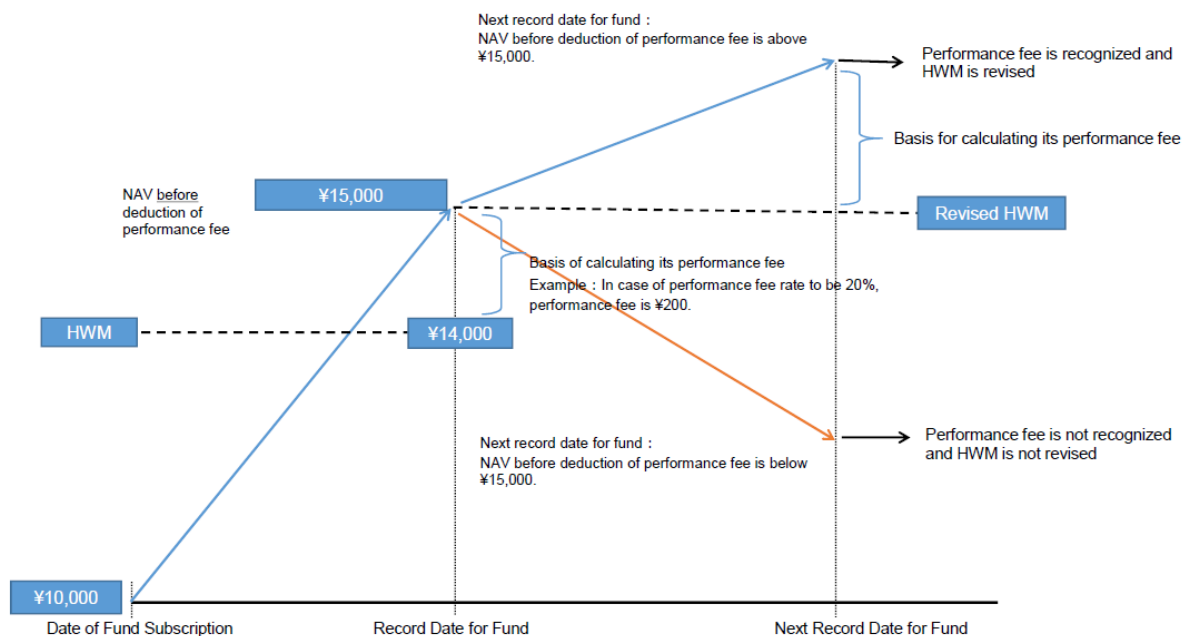 Next record date for fund：
NAV before deduction of performance fee is above
¥15,000.
Performance fee is recognized and
HWM is revised
Basis for calculating its performance fee
NAV before
deduction of
performance fee
¥15,000
Revised HWM
Basis of calculating its performance fee
Example：In case of performance fee rate to be 20%,
performance fee is ¥200.
HWM
¥14,000
Next record date for fund：
NAV before deduction of performance fee is below
¥15,000.
Performance fee is not recognized
and HWM is not revised
¥10,000
Date of Fund Subscription
Record Date for Fund
Next Record Date for Fund